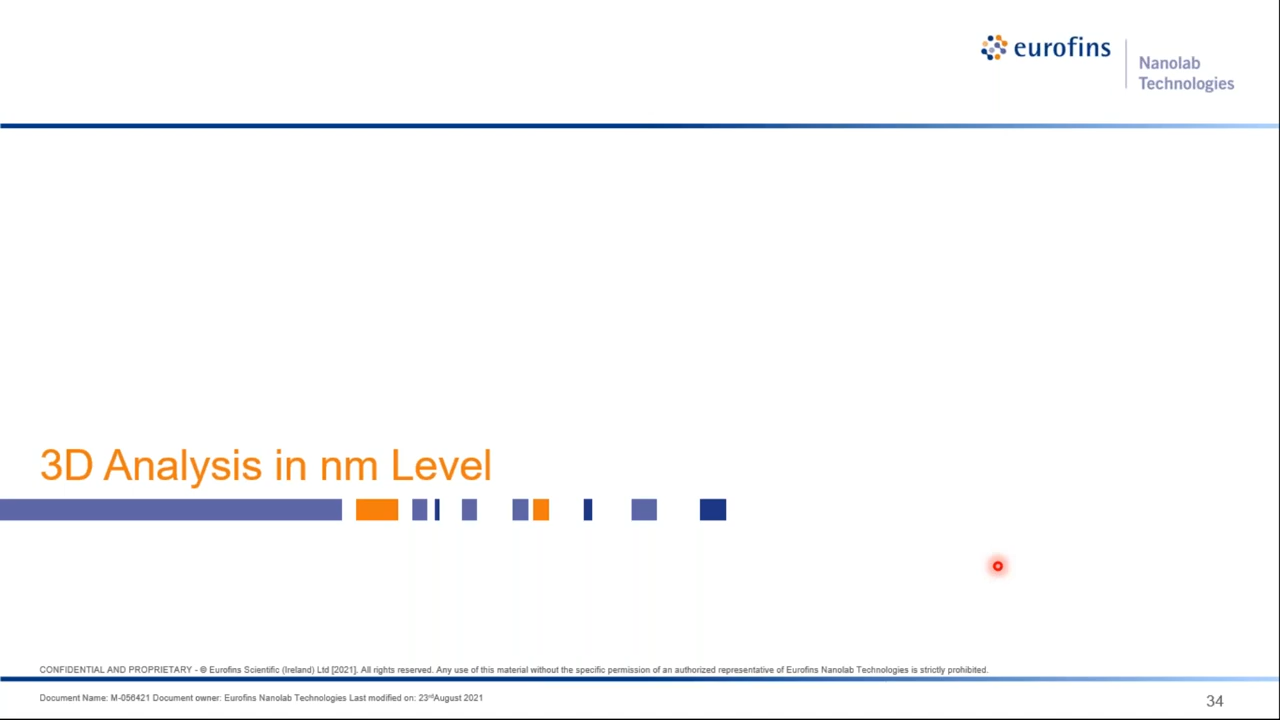 eurofins
Nanolab
Technologies
3D Analysis in nm Level
CONFIDENTIAL AND PROPRIETARY - © Eurofins Scientific (Ireland) Ltd [2021]. All rights reserved. Any use of this material without the specific permission of an authorized representative of Eurofins Nanolab Technologies is strictly prohibited.
Document Name: M-056421 Document owner: Eurofins Nanolab Technologies Last modified on: 23rdAugust 2021
34